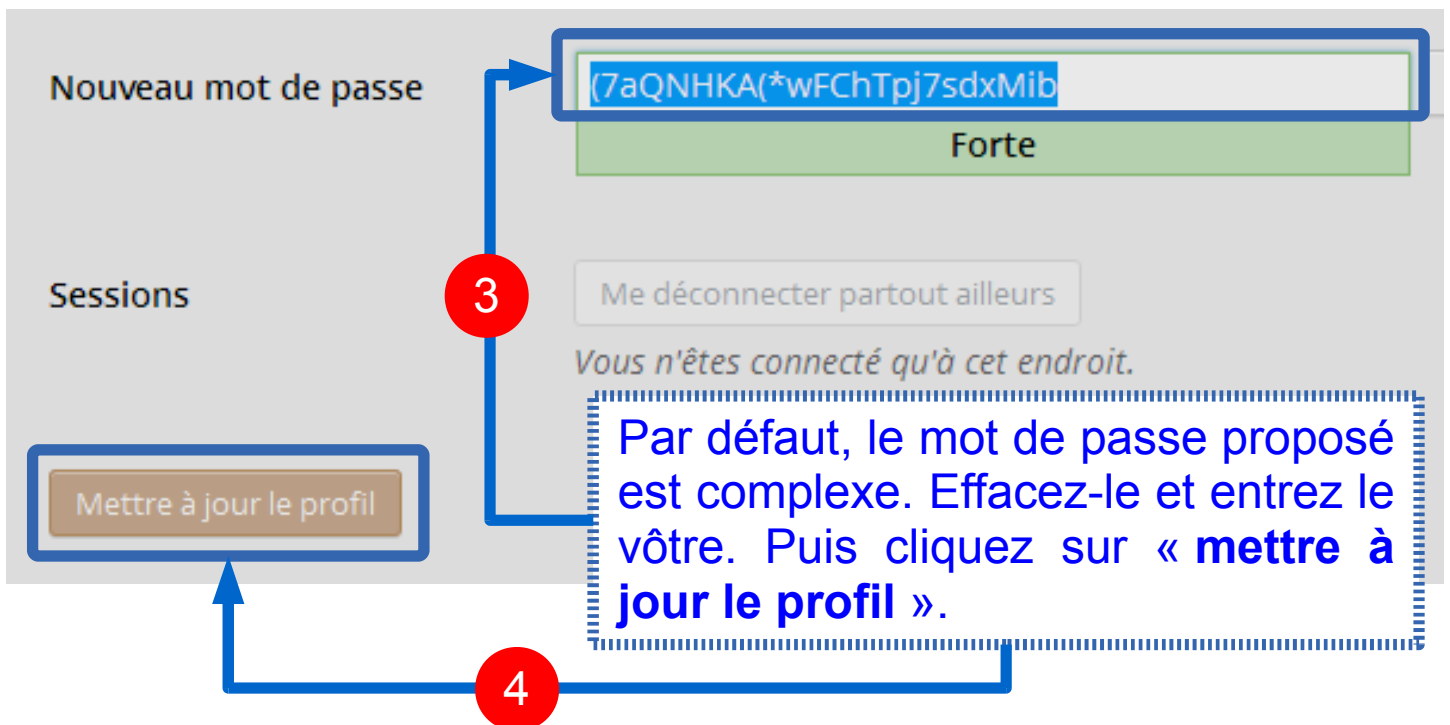 Nouveau mot de passe
(7aQNHKA(*wFChTpj7sdxMib
Forte
Sessions
3
Me déconnecter partout ailleurs
Vous n'êtes connecté qu'à cet endroit.
Par défaut, le mot de passe proposé
est complexe. Effacez-le et entrez le
vôtre. Puis cliquez sur « mettre à
jour le profil ».
Mettre à jour le profil
4